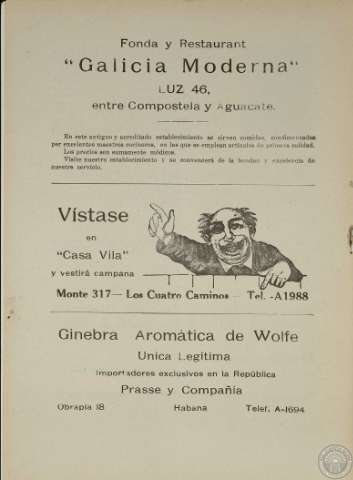 Fonda y Restaurant
"Galicia Moderna"
LUZ 46,
entre Compostela y Aguacate.
En este antiguo y acreditado establecimiento se sirven comidas, condimentadas
por excelentes maestros cocineros, en las que se emplean artículos de primera calidad.
Los precios son sumamente módicos.
Visite nuestro establecimiento y se convencerá de la bondad y excelencia de
nuestro servicio.
Vístase
en
"Casa Vila"
y vestirá campana
Monte 317— Los Cuatro Caminos — Tel. -A1988
Ginebra Aromática de Wolfe
Unica Legítima
Importadores exclusivos en la República
Prasse y Compañía
Obrapía 18 Habana Telef. A-1694